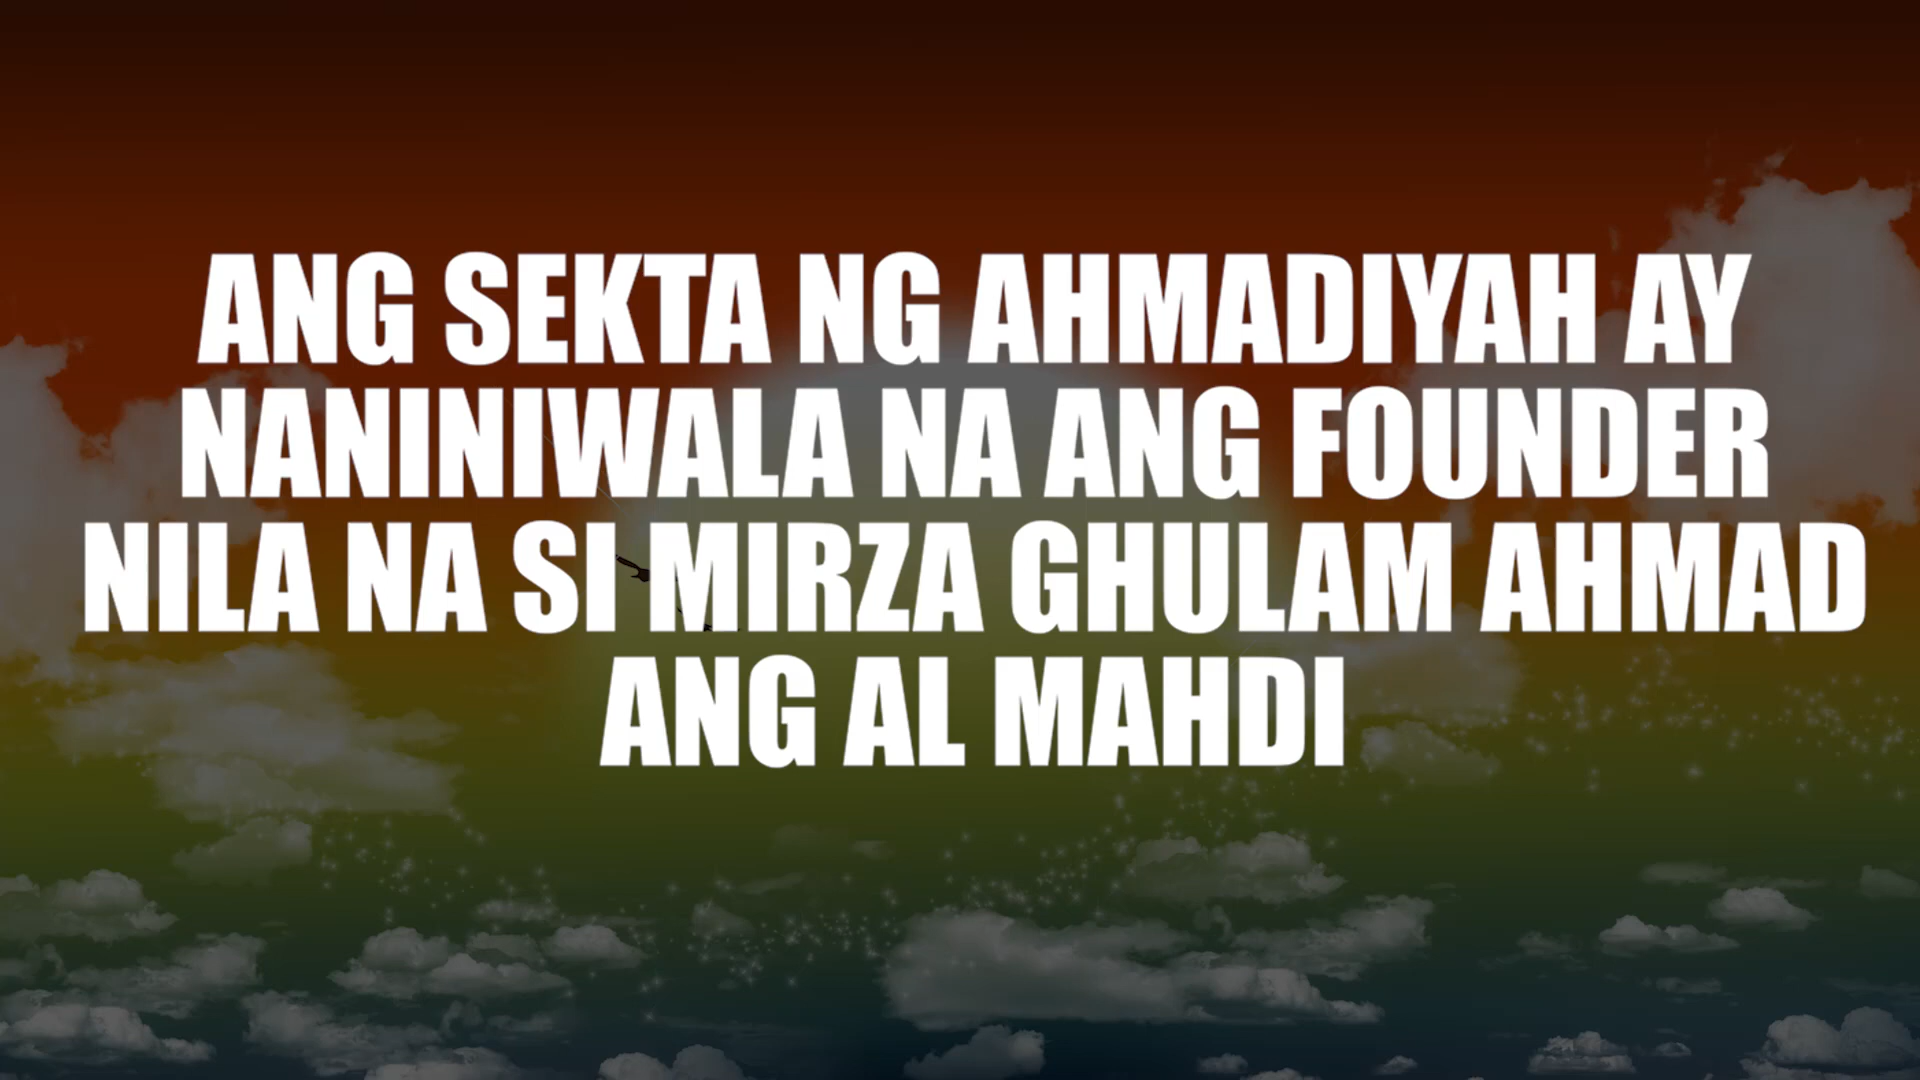 ANG SEKTA NG AHMADIYAH AY
NANINIWALA NA ANG FOUNDER
NILA NA SI MIRZA GHULAM AHMAD
ANG AL MAHDI